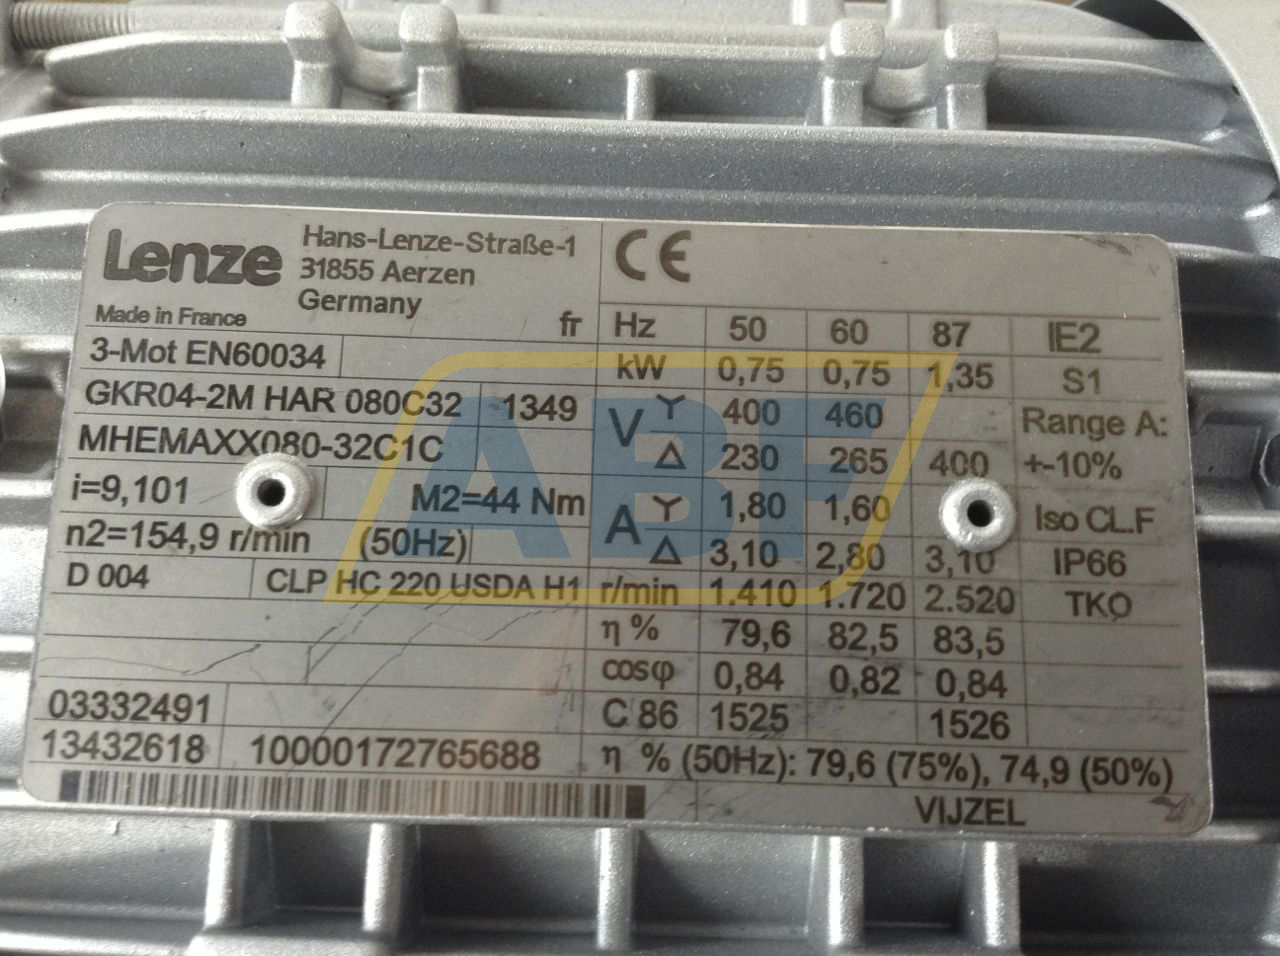 Lenze
Hans-Lenze-Straße-1
31855 Aerzen
Germany
Made in France
fr
3-Mot EN60034
GKR04-2M HAR 080C32 1349
MHEMAXX080-32C1C
i=9,101 M2=44 Nm
n2=154,9 r/min (50Hz)
D 004 CLP HC 220 USDA H1
03332491
13432618 10000172765688
CE
Hz 50 60 87 IE2
kW 0,75 0,75 1,35 S1
V Y 400 460 Range A:
Δ 230 265 400 +-10%
A Y 1,80 1,60 Iso CL.F
Δ 3,10 2,80 3,10 IP66
r/min 1.410 1.720 2.520 TKO
η % 79,6 82,5 83,5
cosφ 0,84 0,82 0,84
C 86 1525 1526
η % (50Hz): 79,6 (75%), 74,9 (50%)
VIJZEL
ABF